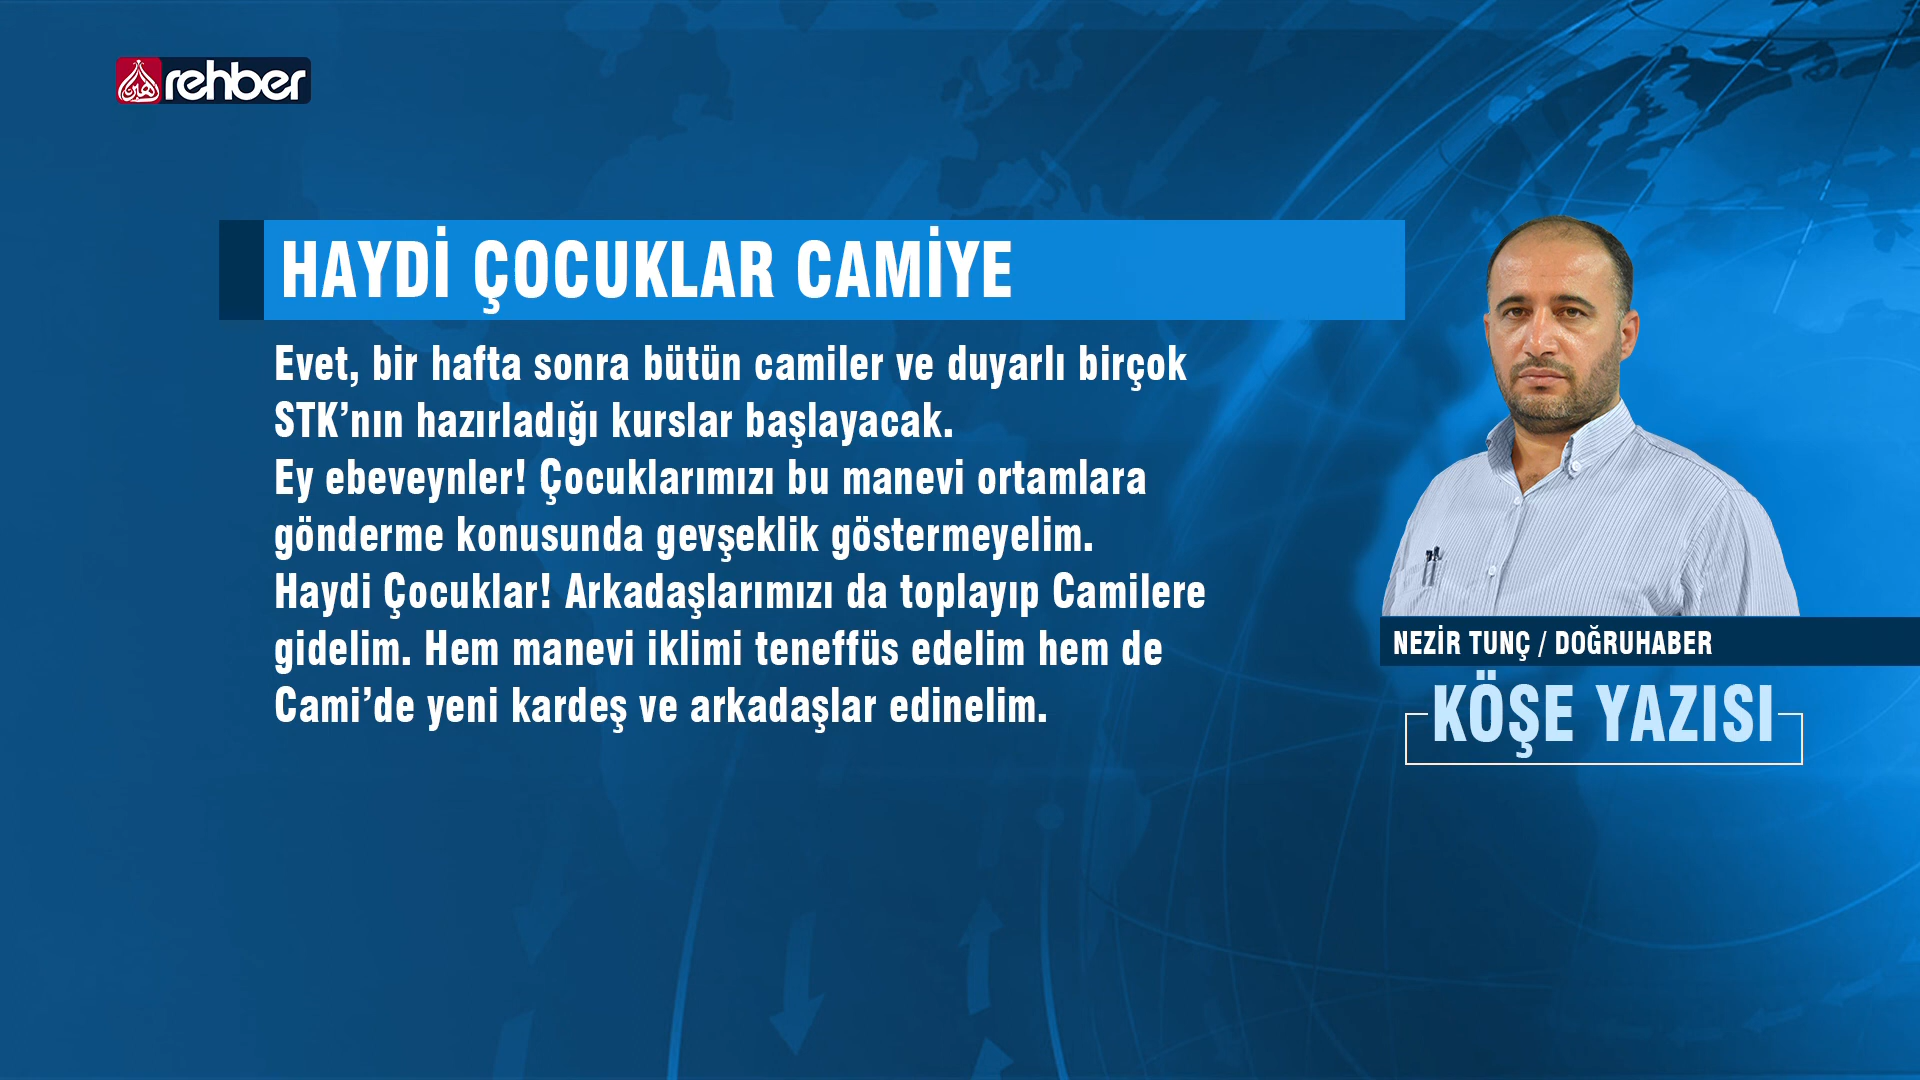 rehber
HAYDİ ÇOCUKLAR CAMİYE
Evet, bir hafta sonra bütün camiler ve duyarlı birçok
STK’nın hazırladığı kurslar başlayacak.
Ey ebeveynler! Çocuklarımızı bu manevi ortamlara
gönderme konusunda gevşeklik göstermeyelim.
Haydi Çocuklar! Arkadaşlarımızı da toplayıp Camilere
gidelim. Hem manevi iklimi teneffüs edelim hem de
Cami’de yeni kardeş ve arkadaşlar edinelim.
NEZİR TUNÇ / DOĞRUHABER
KÖŞE YAZISI